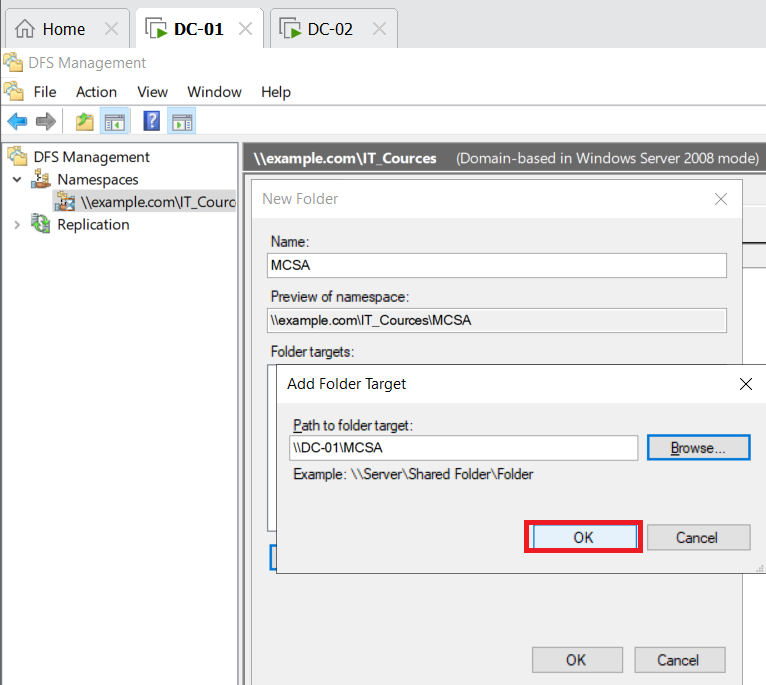 Home
DC-01
DC-02
DFS Management
File Action View Window Help
DFS Management
Namespaces
\\example.com\IT_Courc
Replication
\\example.com\IT_Cources (Domain-based in Windows Server 2008 mode)
New Folder
Name:
MCSA
Preview of namespace:
\\example.com\IT_Cources\MCSA
Folder targets:
Add Folder Target
Path to folder target:
\\DC-01\MCSA
Browse...
Example: \\Server\Shared Folder\Folder
OK Cancel
OK Cancel